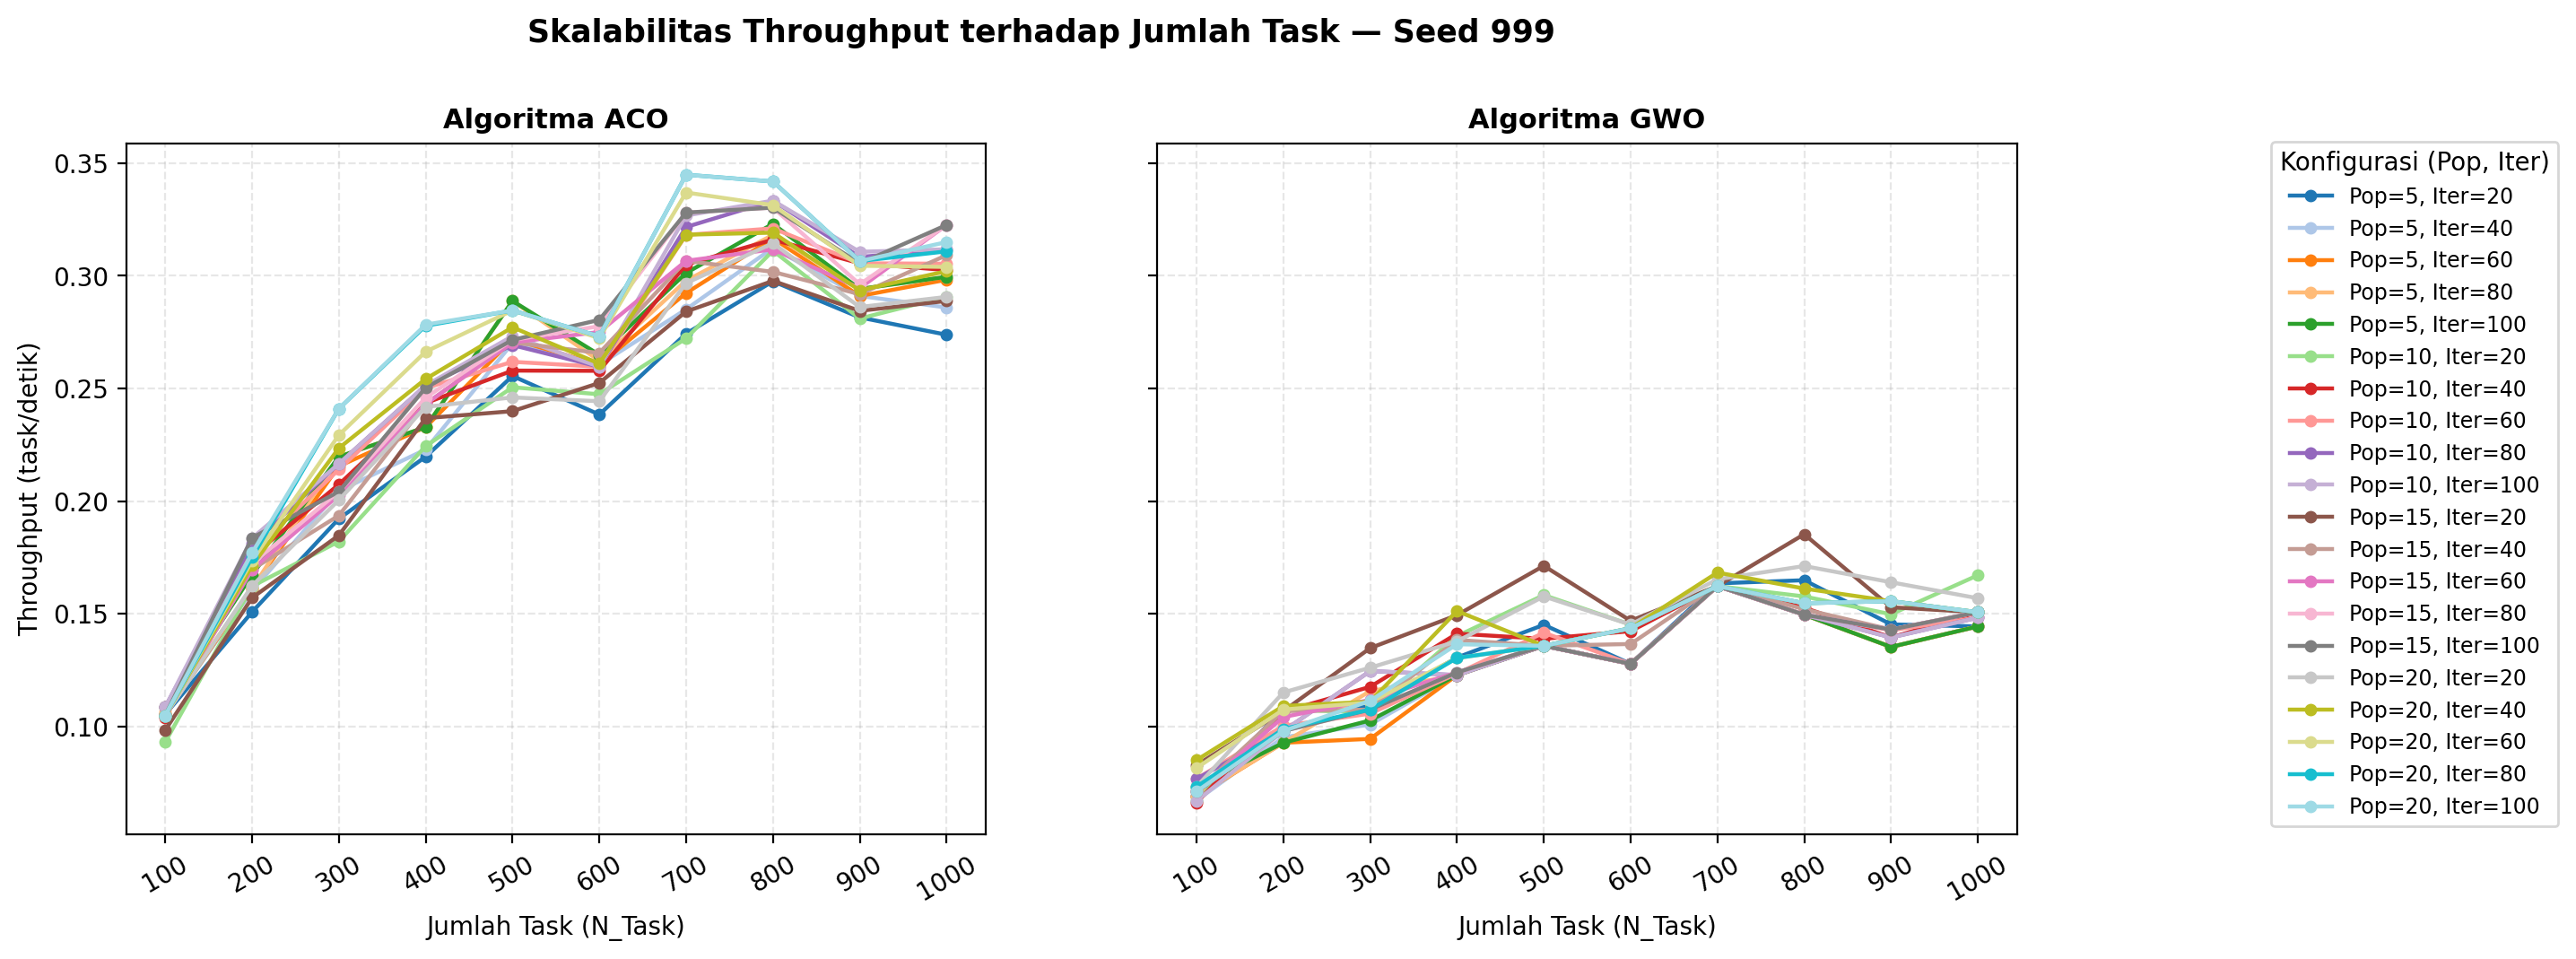 Skalabilitas Throughput terhadap Jumlah Task — Seed 999
Algoritma ACO
Throughput (task/detik)
0.35
0.30
0.25
0.20
0.15
0.10
100 200 300 400 500 600 700 800 900 1000
Jumlah Task (N_Task)
Algoritma GWO
100 200 300 400 500 600 700 800 900 1000
Jumlah Task (N_Task)
Konfigurasi (Pop, Iter)
Pop=5, Iter=20
Pop=5, Iter=40
Pop=5, Iter=60
Pop=5, Iter=80
Pop=5, Iter=100
Pop=10, Iter=20
Pop=10, Iter=40
Pop=10, Iter=60
Pop=10, Iter=80
Pop=10, Iter=100
Pop=15, Iter=20
Pop=15, Iter=40
Pop=15, Iter=60
Pop=15, Iter=80
Pop=15, Iter=100
Pop=20, Iter=20
Pop=20, Iter=40
Pop=20, Iter=60
Pop=20, Iter=80
Pop=20, Iter=100